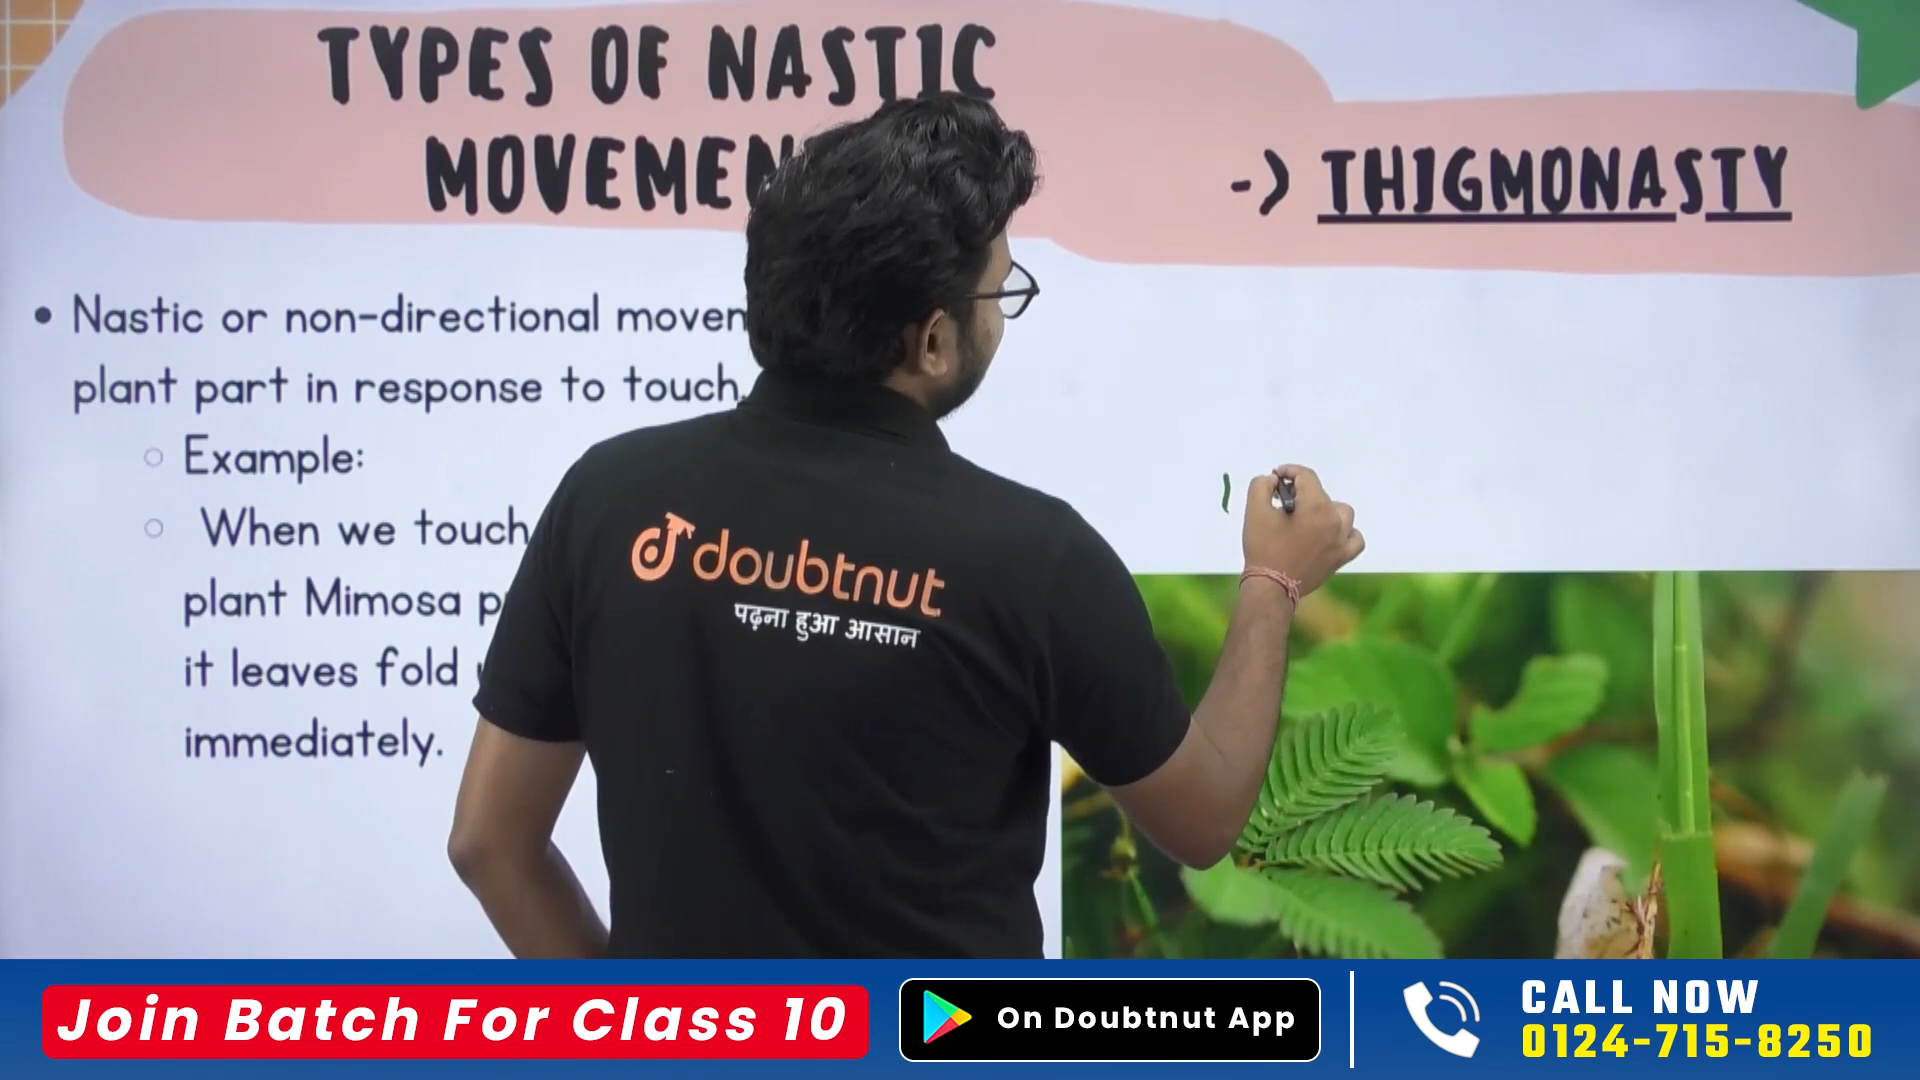 TYPES OF NASTIC
-> THIGMONASTY
Nastic or non-directional
plant part in response to touch
Example:
When we touch
plant Mimosa
it leaves fold
immediately.
doubtnut
पढ़ना हुआ आसान
Join Batch For Class 10
On Doubtnut App
CALL NOW
0124-715-8250